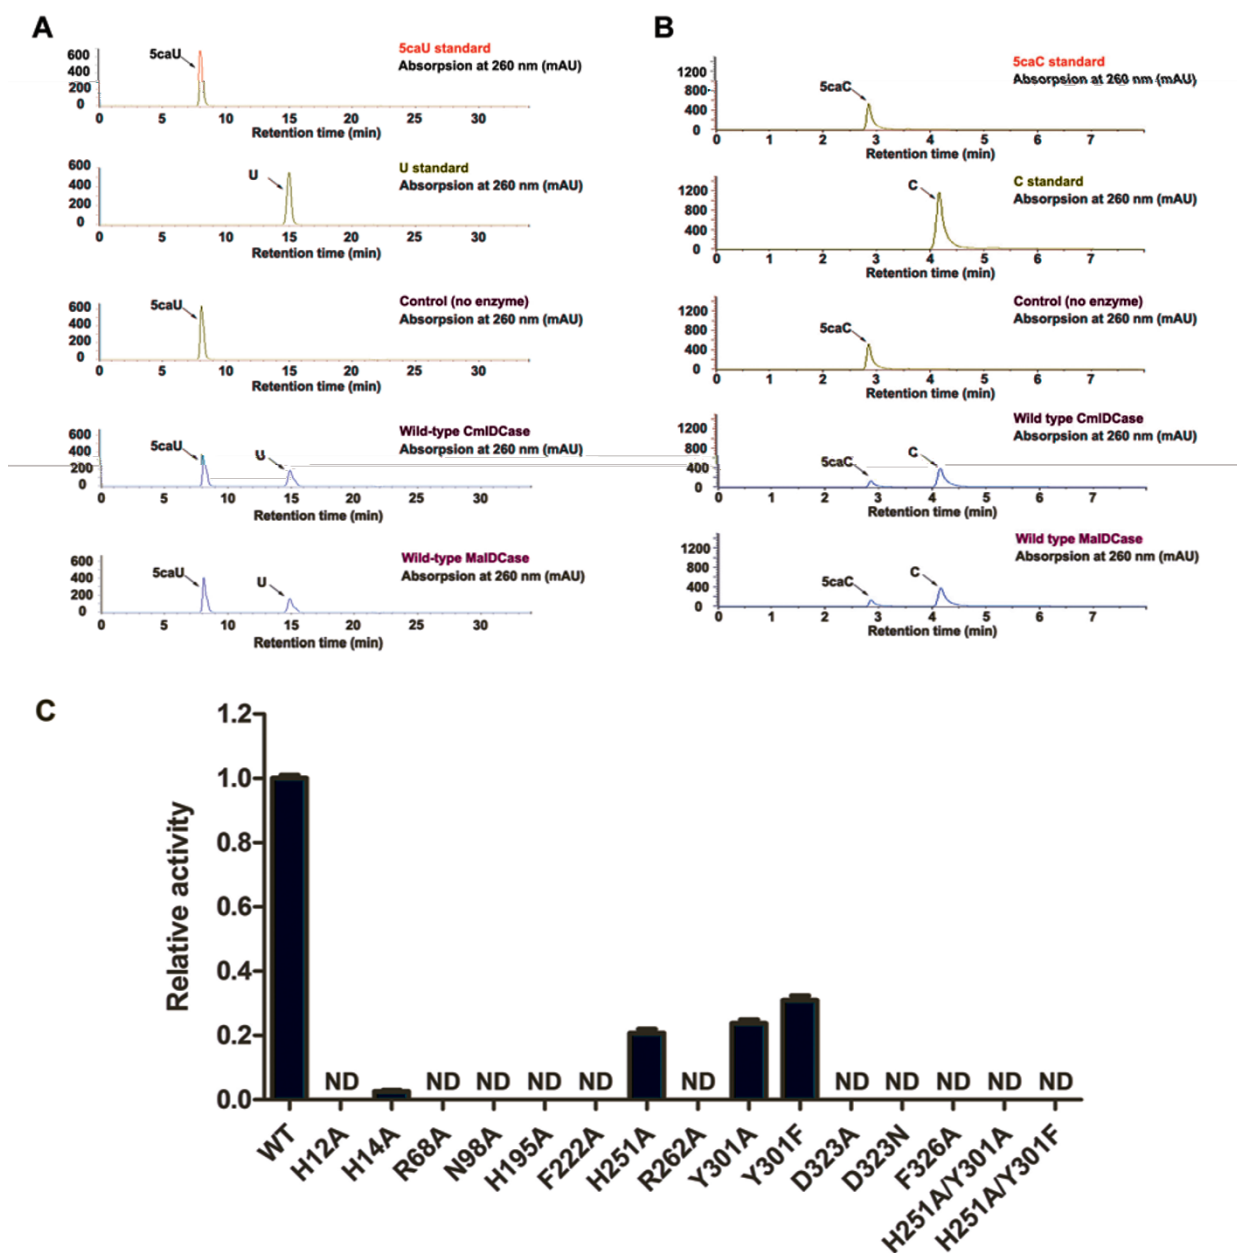 A
5caU standard
Absorpsion at 260 nm (mAU)
5caU
600
400
200
0
0 5 10 15 20 25 30
Retention time (min)
U standard
Absorpsion at 260 nm (mAU)
U
600
400
200
0
0 5 10 15 20 25 30
Retention time (min)
Control (no enzyme)
Absorpsion at 260 nm (mAU)
5caU
600
400
200
0
0 5 10 15 20 25 30
Retention time (min)
Wild-type CmIDCase
Absorpsion at 260 nm (mAU)
5caU
U
600
400
200
0
0 5 10 15 20 25 30
Retention time (min)
Wild-type MaIDCase
Absorpsion at 260 nm (mAU)
5caU
U
600
400
200
0
0 5 10 15 20 25 30
Retention time (min)
B
5caC standard
Absorpsion at 260 nm (mAU)
5caC
1200
800
400
0
0 1 2 3 4 5 6 7
Retention time (min)
C standard
Absorpsion at 260 nm (mAU)
C
1200
800
400
0
0 1 2 3 4 5 6 7
Retention time (min)
Control (no enzyme)
Absorpsion at 260 nm (mAU)
5caC
1200
800
400
0
0 1 2 3 4 5 6 7
Retention time (min)
Wild type CmIDCase
Absorpsion at 260 nm (mAU)
5caC
C
1200
800
400
0
0 1 2 3 4 5 6 7
Retention time (min)
Wild type MaIDCase
Absorpsion at 260 nm (mAU)
5caC
C
1200
800
400
0
0 1 2 3 4 5 6 7
Retention time (min)
C
Relative activity
1.2
1.0
0.8
0.6
0.4
0.2
0.0
ND ND ND ND ND ND ND ND ND ND ND
WT
H12A
H14A
R68A
N98A
H195A
F222A
H251A
R262A
Y301A
Y301F
D323A
D323N
F326A
H251A/Y301A
H251A/Y301F